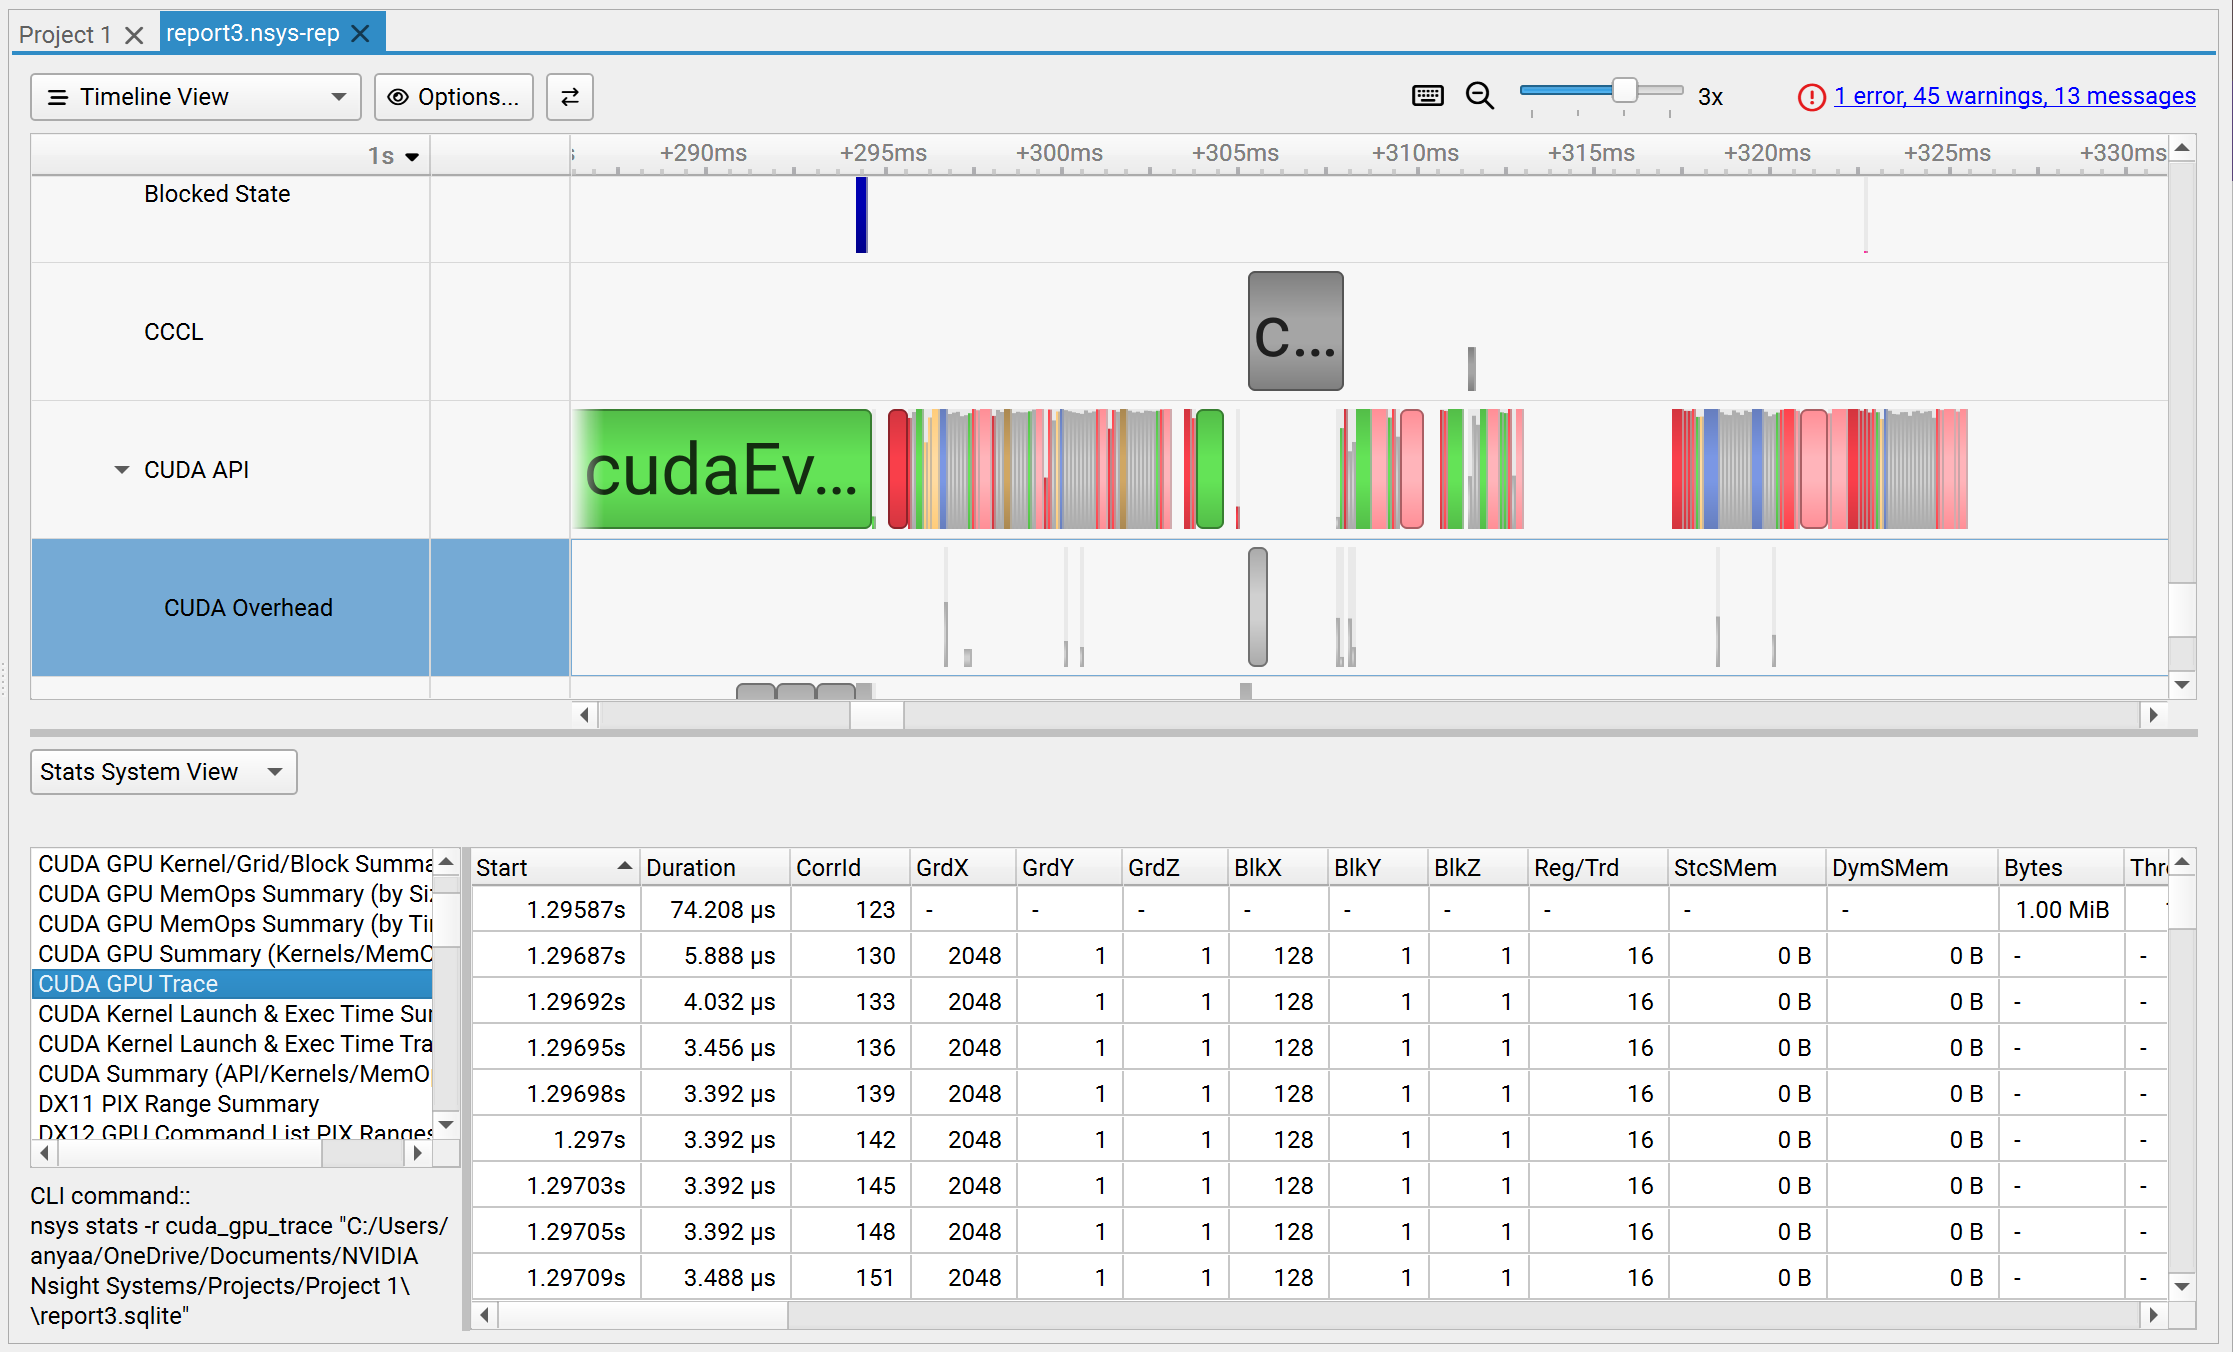 Project 1
report3.nsys-rep
Timeline View
Options...
3x
1 error, 45 warnings, 13 messages
1s
+290ms +295ms +300ms +305ms +310ms +315ms +320ms +325ms +330ms
Blocked State
CCCL
c...
CUDA API
cudaEv...
CUDA Overhead
Stats System View
CUDA GPU Kernel/Grid/Block Summa
CUDA GPU MemOps Summary (by Si
CUDA GPU MemOps Summary (by Ti
CUDA GPU Summary (Kernels/MemO
CUDA GPU Trace
CUDA Kernel Launch & Exec Time Sur
CUDA Kernel Launch & Exec Time Tra
CUDA Summary (API/Kernels/MemO
DX11 PIX Range Summary
DX12 GPU Command List PIX Ranges
CLI command::
nsys stats -r cuda_gpu_trace "C:/Users/
anyaa/OneDrive/Documents/NVIDIA
Nsight Systems/Projects/Project 1\
\report3.sqlite"
Start Duration CorrId GrdX GrdY GrdZ BlkX BlkY BlkZ Reg/Trd StcSMem DymSMem Bytes Thr
1.29587s 74.208 µs 123 - - - - - - - - - 1.00 MiB
1.29687s 5.888 µs 130 2048 1 1 128 1 1 16 0 B 0 B - -
1.29692s 4.032 µs 133 2048 1 1 128 1 1 16 0 B 0 B - -
1.29695s 3.456 µs 136 2048 1 1 128 1 1 16 0 B 0 B - -
1.29698s 3.392 µs 139 2048 1 1 128 1 1 16 0 B 0 B - -
1.297s 3.392 µs 142 2048 1 1 128 1 1 16 0 B 0 B - -
1.29703s 3.392 µs 145 2048 1 1 128 1 1 16 0 B 0 B - -
1.29705s 3.392 µs 148 2048 1 1 128 1 1 16 0 B 0 B - -
1.29709s 3.488 µs 151 2048 1 1 128 1 1 16 0 B 0 B - -